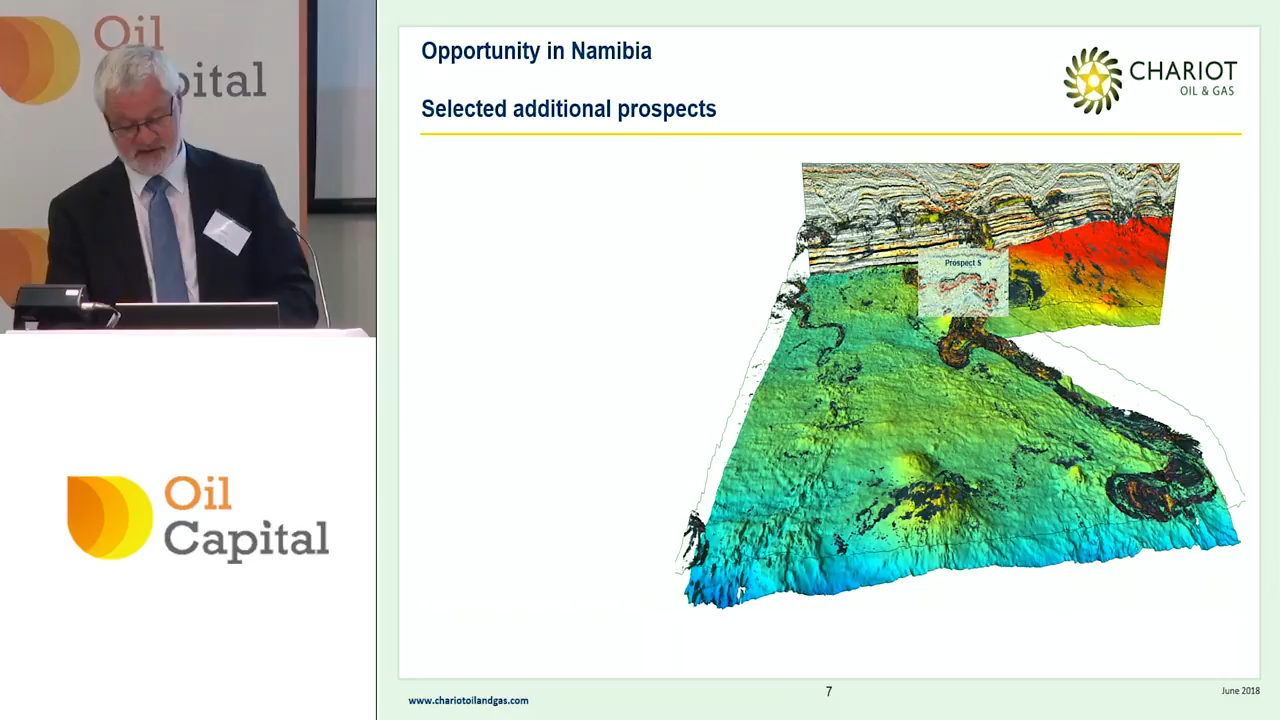 Oil
pital
Oil
Capital
Opportunity in Namibia
Selected additional prospects
CHARIOT
OIL & GAS
Prospect S
www.chariotoilandgas.com
7
June 2018